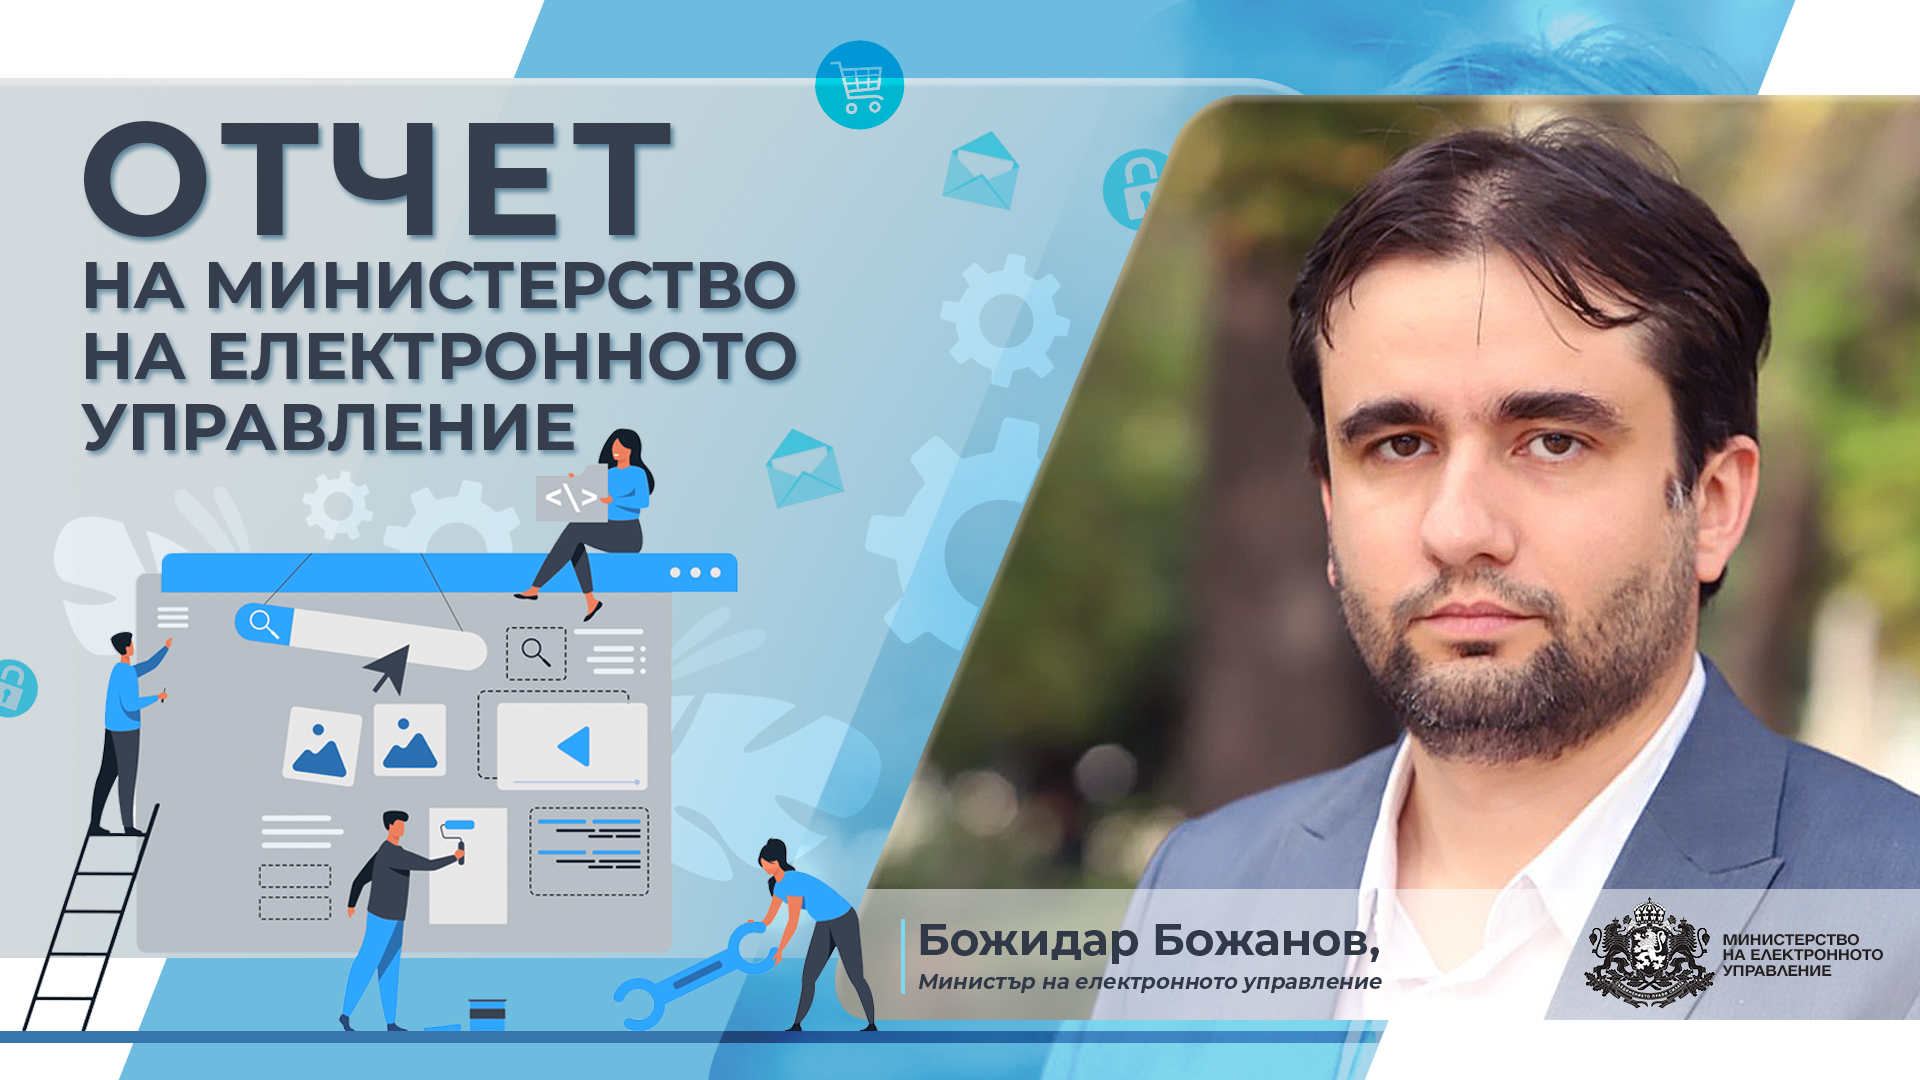 ОТЧЕТ
НА МИНИСТЕРСТВО
НА ЕЛЕКТРОННОТО
УПРАВЛЕНИЕ
<\>
Божидар Божанов,
Министър на електронното управление
МИНИСТЕРСТВО
НА ЕЛЕКТРОННОТО
УПРАВЛЕНИЕ